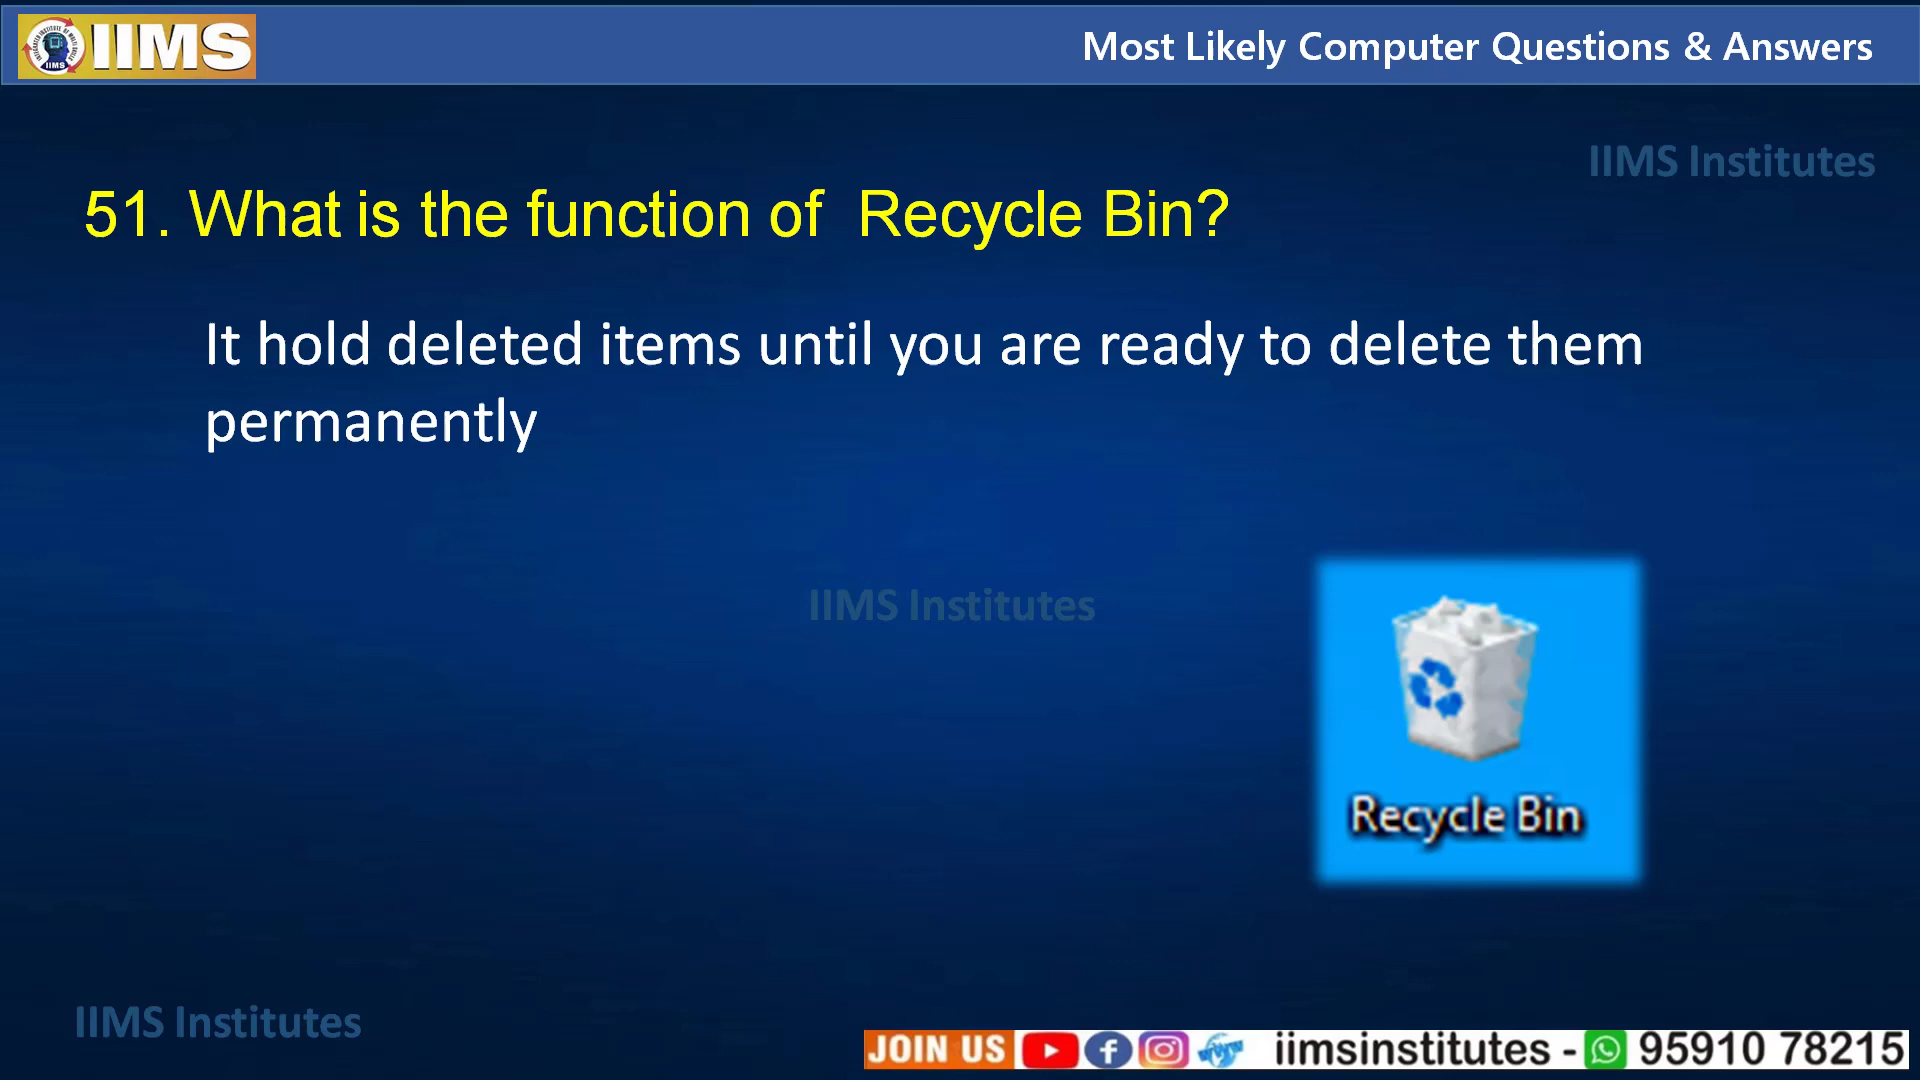 IIMS
IIMS
Most Likely Computer Questions & Answers
IIMS Institutes
51. What is the function of  Recycle Bin?
It hold deleted items until you are ready to delete them
permanently
IIMS Institutes
Recycle Bin
IIMS Institutes
JOIN US www iimsinstitutes - 95910 78215